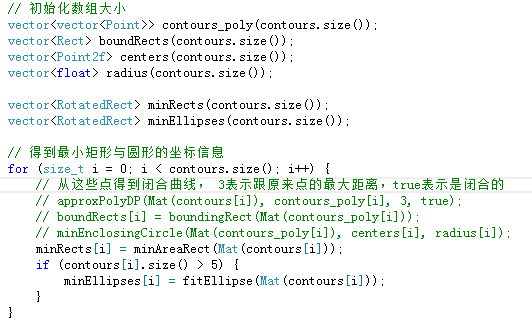 // 初始化数组大小
vector<vector<Point>> contours_poly(contours.size());
vector<Rect> boundRects(contours.size());
vector<Point2f> centers(contours.size());
vector<float> radius(contours.size());

vector<RotatedRect> minRects(contours.size());
vector<RotatedRect> minEllipses(contours.size());

// 得到最小矩形与圆形的坐标信息
for (size_t i = 0; i < contours.size(); i++) {
    // 从这些点得到闭合曲线， 3表示跟原来点的最大距离，true表示是闭合的
    // approxPolyDP(Mat(contours[i]), contours_poly[i], 3, true);
    // boundRects[i] = boundingRect(Mat(contours_poly[i]));
    // minEnclosingCircle(Mat(contours_poly[i]), centers[i], radius[i]);
    minRects[i] = minAreaRect(Mat(contours[i]));
    if (contours[i].size() > 5) {
        minEllipses[i] = fitEllipse(Mat(contours[i]));
    }
}